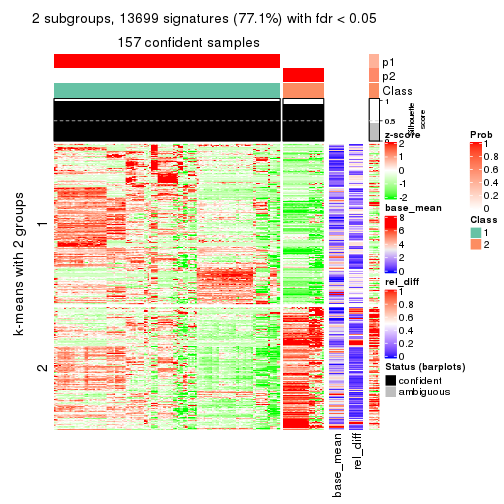 2 subgroups, 13699 signatures (77.1%) with fdr < 0.05
157 confident samples
p1
p2
Class
1
0.5
Silhouette
score
z-score
2
1
0
-1
-2
base_mean
8
6
4
2
0
rel_diff
1
0.8
0.6
0.4
0.2
0
Status (barplots)
confident
ambiguous
Prob
1
0.8
0.6
0.4
0.2
0
Class
1
2
k-means with 2 groups
1
2
base_mean
rel_diff